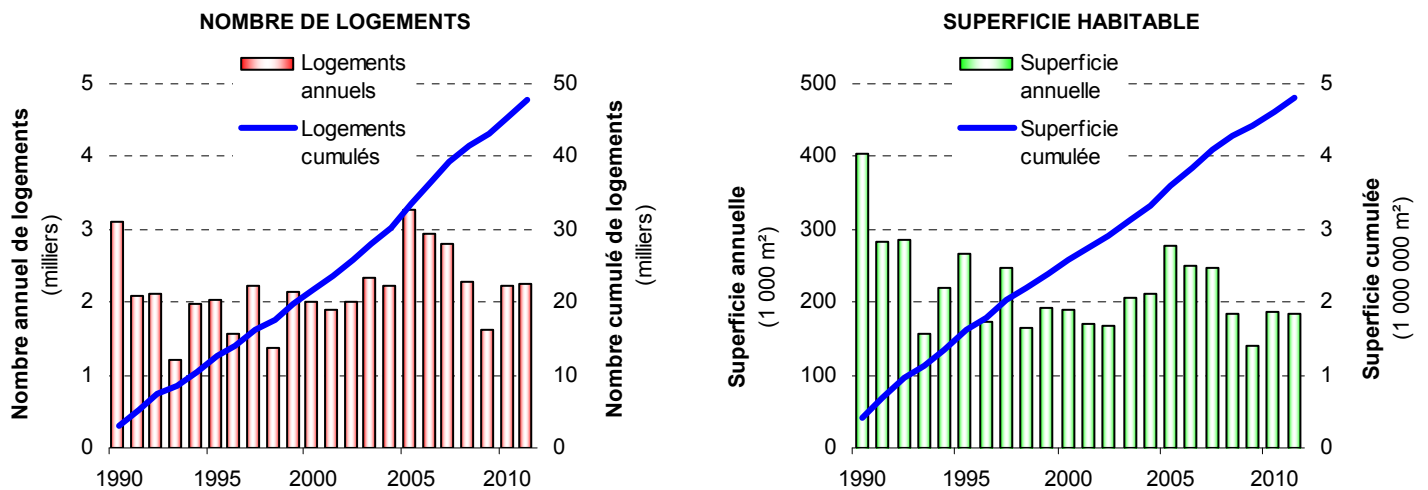 NOMBRE DE LOGEMENTS
Logements
annuels
Logements
cumulés
Nombre annuel de logements
(milliers)
5
4
3
2
1
0
50
40
30
20
10
0
Nombre cumulé de logements
(milliers)
1990 1995 2000 2005 2010
SUPERFICIE HABITABLE
Superficie
annuelle
Superficie
cumulée
Superficie annuelle
(1 000 m²)
500
400
300
200
100
0
5
4
3
2
1
0
Superficie cumulée
(1 000 000 m²)
1990 1995 2000 2005 2010